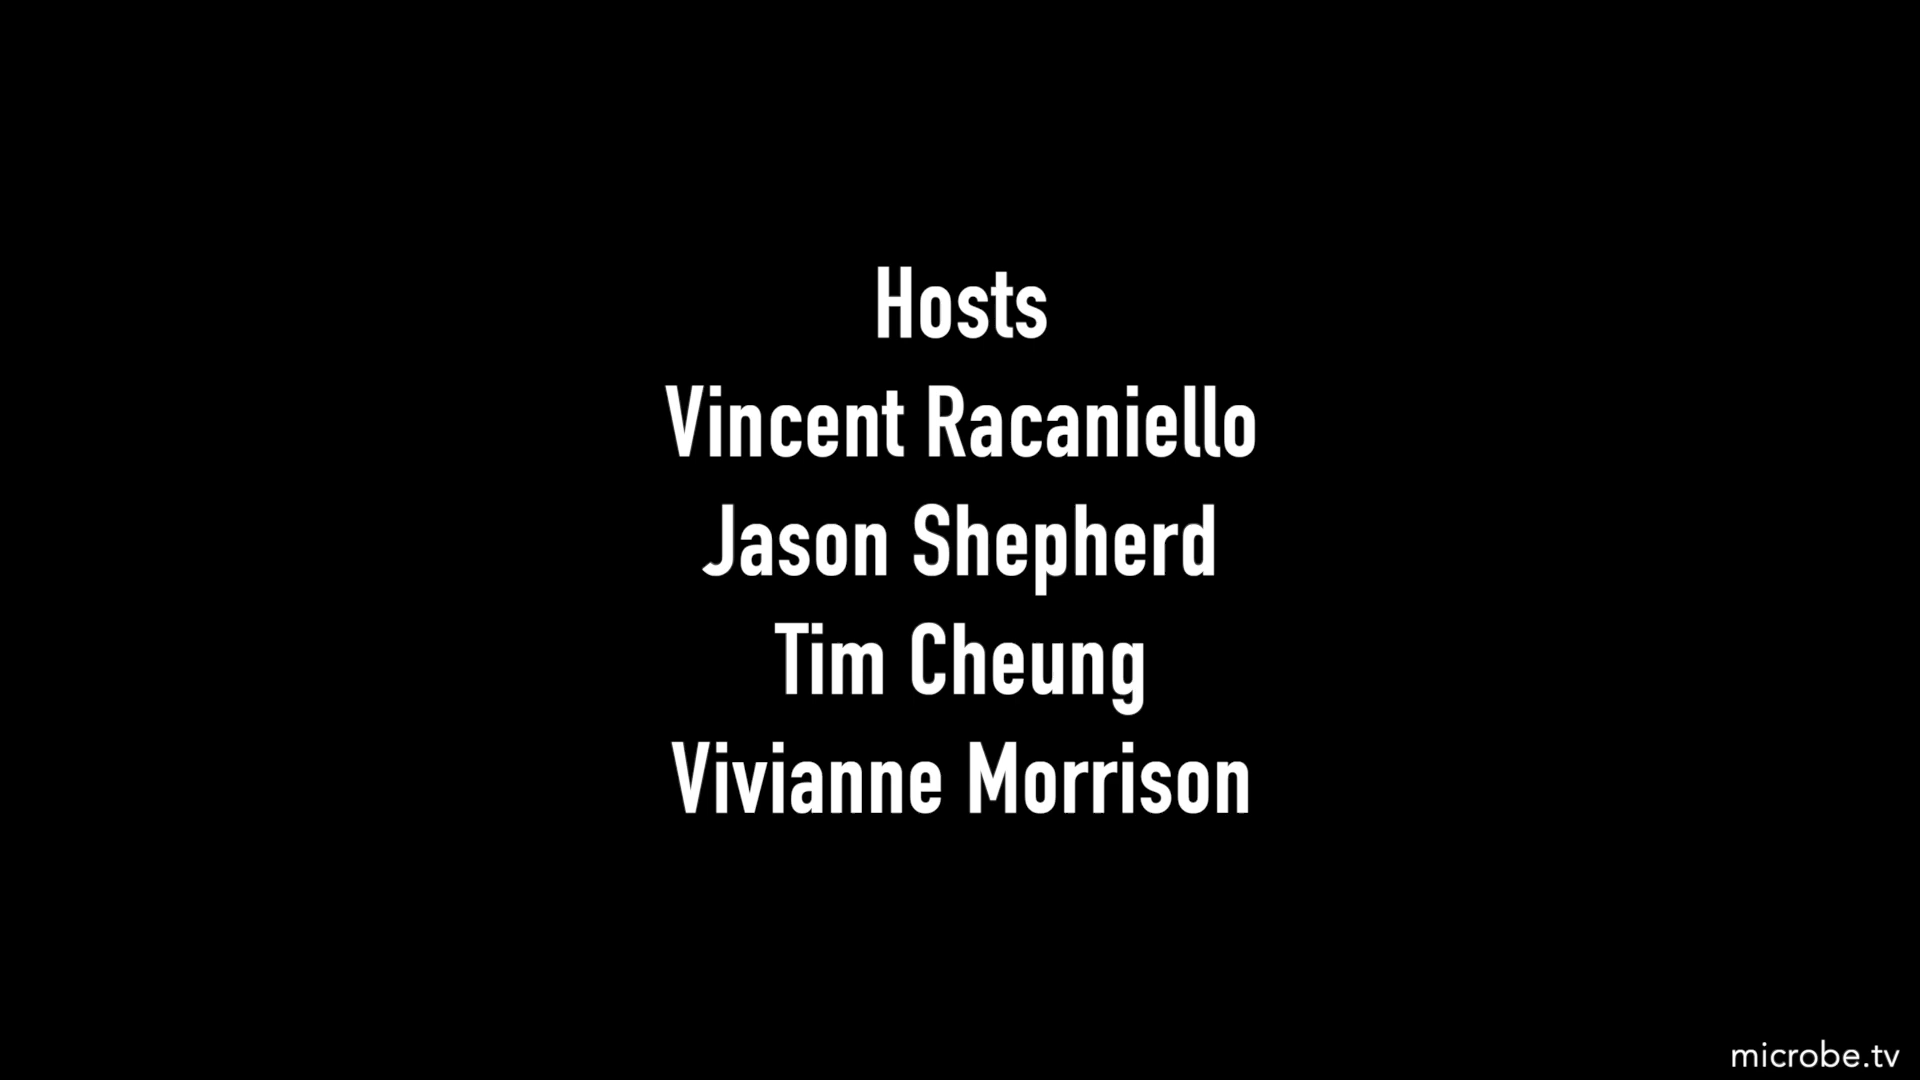 Hosts
Vincent Racaniello
Jason Shepherd
Tim Cheung
Vivianne Morrison
microbe.tv